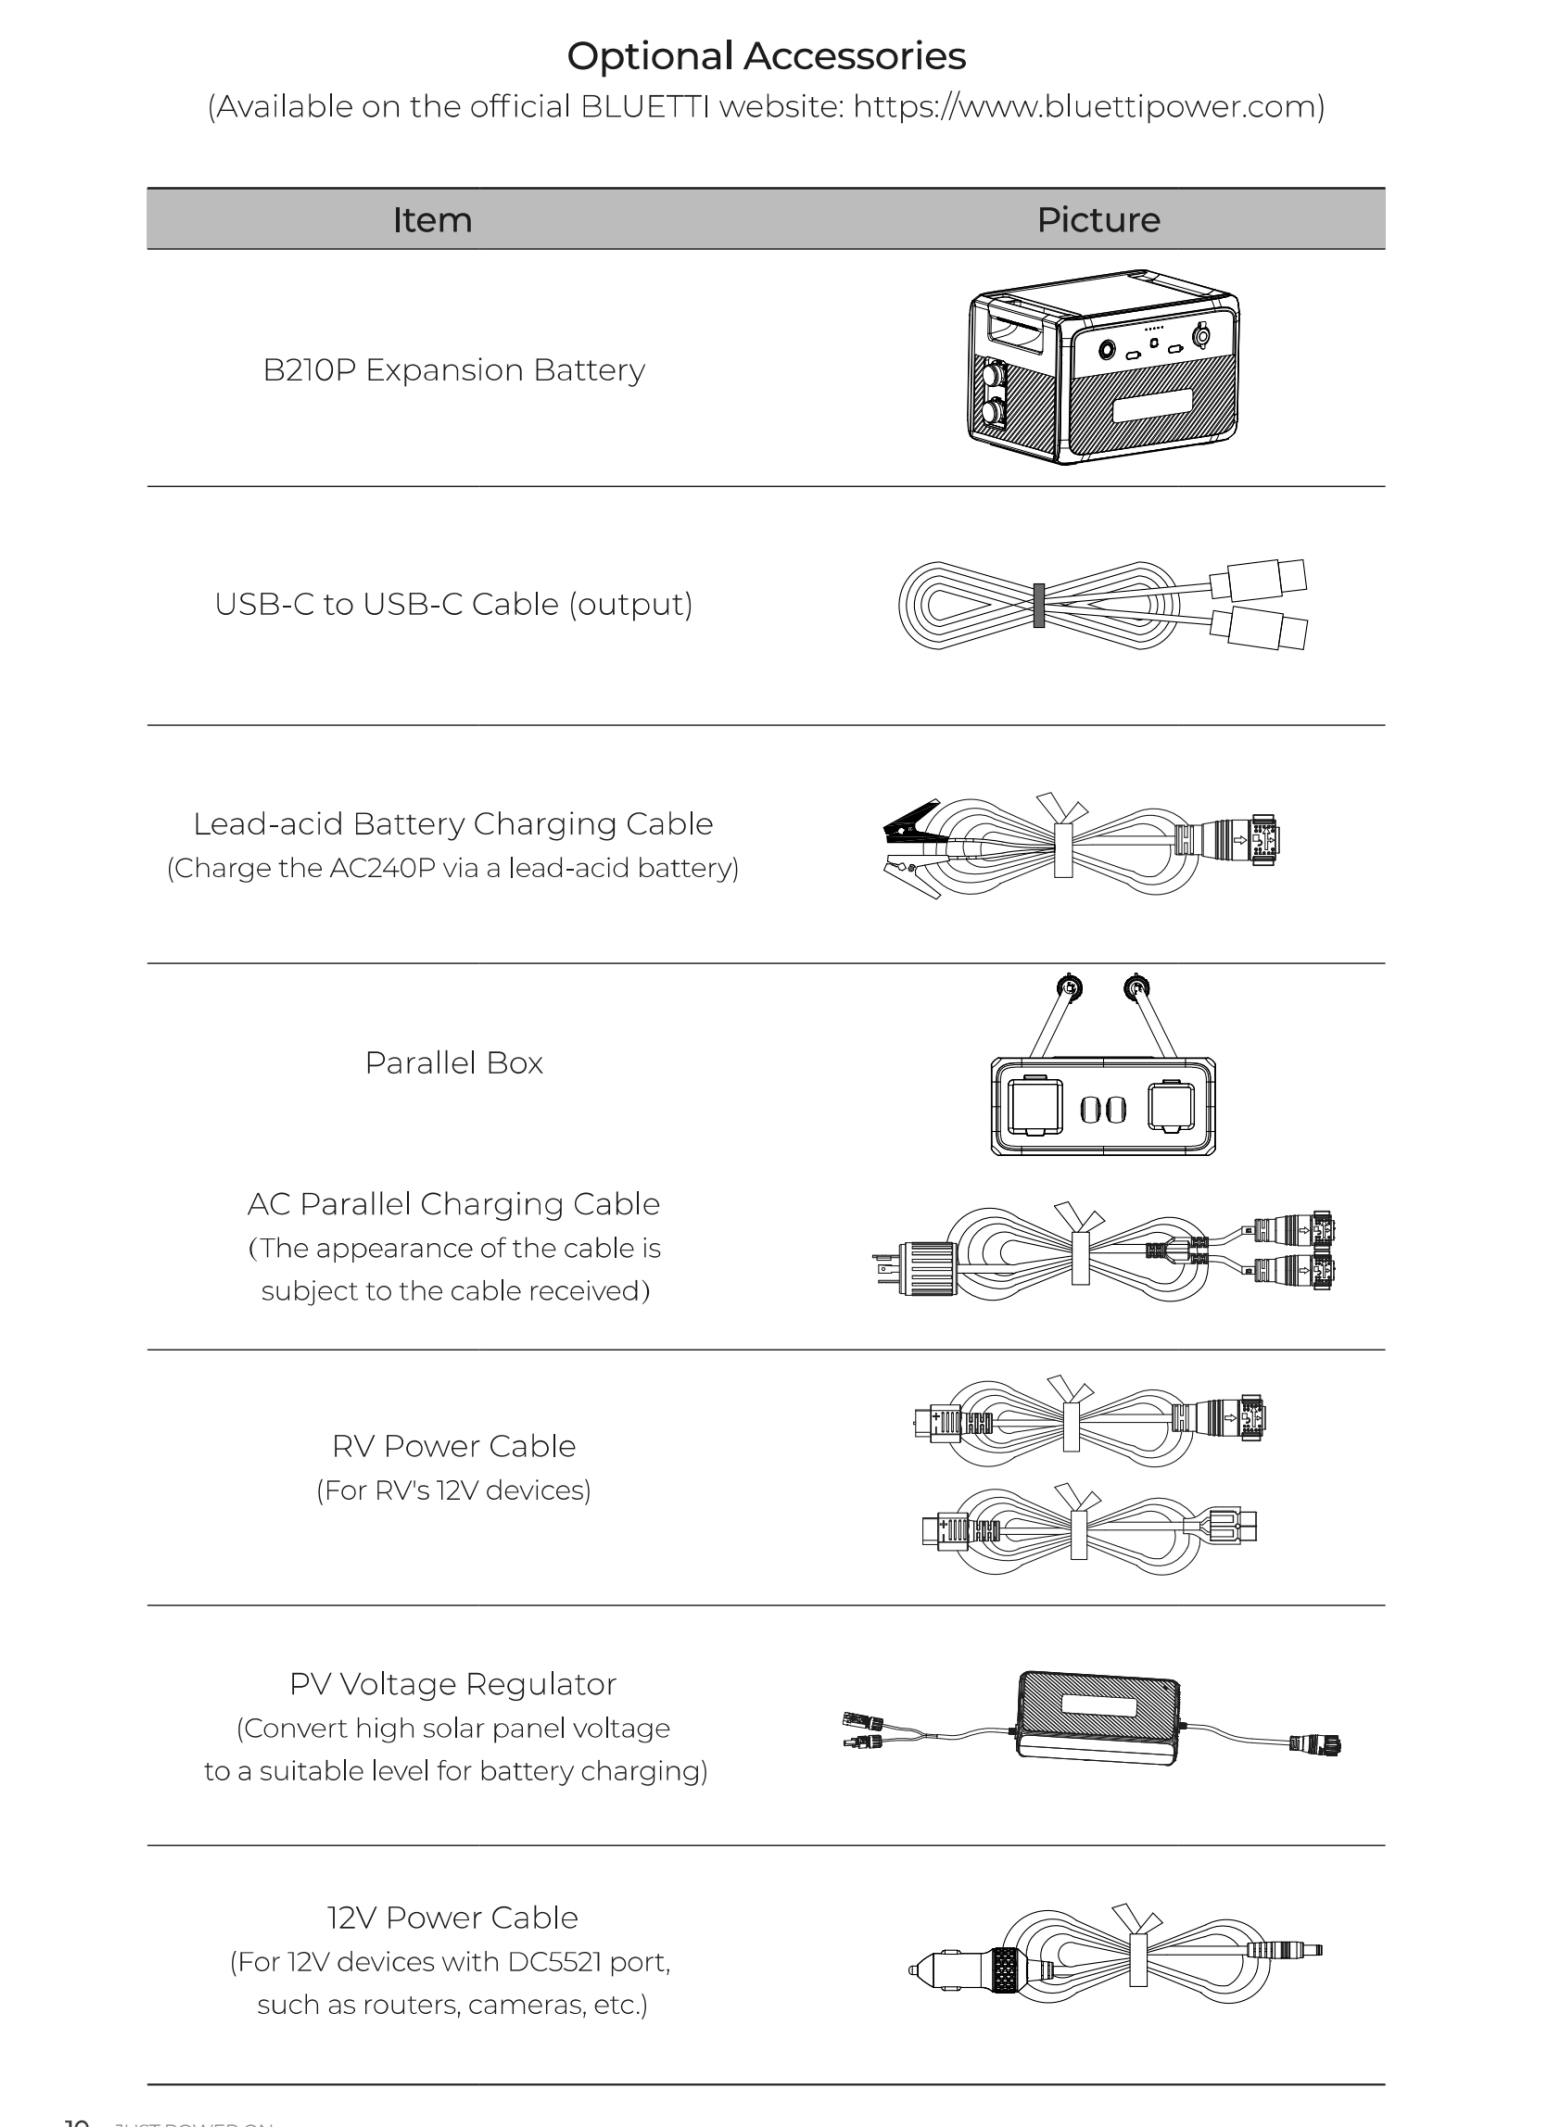 Optional Accessories
(Available on the official BLUETTI website: https://www.bluettipower.com)
Item Picture
B210P Expansion Battery
USB-C to USB-C Cable (output)
Lead-acid Battery Charging Cable
(Charge the AC240P via a lead-acid battery)
Parallel Box
AC Parallel Charging Cable
(The appearance of the cable is
subject to the cable received)
RV Power Cable
(For RV's 12V devices)
PV Voltage Regulator
(Convert high solar panel voltage
to a suitable level for battery charging)
12V Power Cable
(For 12V devices with DC5521 port,
such as routers, cameras, etc.)
JUST POWER ON